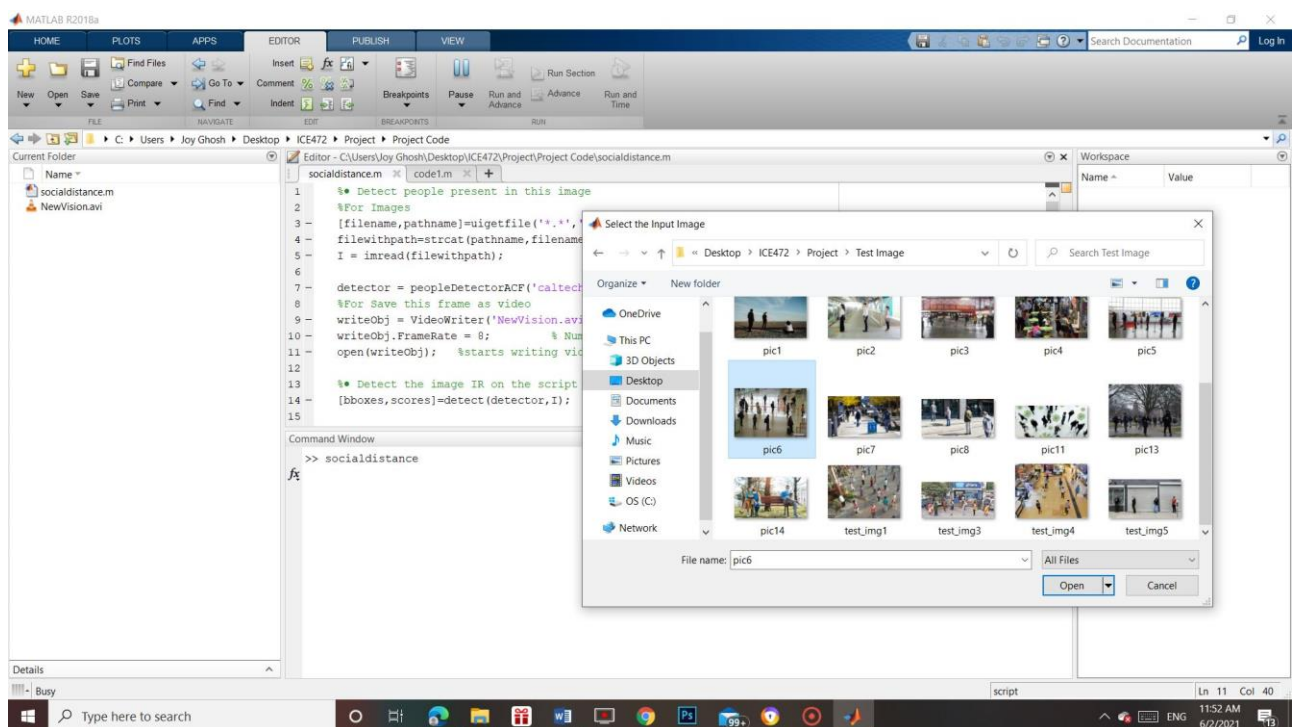 MATLAB R2018a
HOME PLOTS APPS EDITOR PUBLISH VIEW Search Documentation Log In
New Open Save Find Files Compare Print Go To Find Insert Comment Indent Breakpoints Pause Run and Advance Run Section Advance Run and Time
FILE NAVIGATE EDIT BREAKPOINTS RUN
C: Users Joy Ghosh Desktop ICE472 Project Project Code
Current Folder
Name
socialdistance.m
NewVision.avi
Details
Editor - C:\Users\Joy Ghosh\Desktop\ICE472\Project\Project Code\socialdistance.m
socialdistance.m code1.m
1 %• Detect people present in this image
2 %For Images
3 – [filename,pathname]=uigetfile('*.*','
4 – filewithpath=strcat(pathname,filename
5 – I = imread(filewithpath);
6
7 – detector = peopleDetectorACF('caltech
8 %For Save this frame as video
9 – writeObj = VideoWriter('NewVision.avi
10 – writeObj.FrameRate = 8; % Num
11 – open(writeObj); %starts writing vid
12
13 %• Detect the image IR on the script
14 – [bboxes,scores]=detect(detector,I);
15
Command Window
>> socialdistance
fx
Workspace
Name Value
Select the Input Image
« Desktop > ICE472 > Project > Test Image Search Test Image
Organize New folder
OneDrive
This PC
3D Objects
Desktop
Documents
Downloads
Music
Pictures
Videos
OS (C:)
Network
pic1 pic2 pic3 pic4 pic5
pic6 pic7 pic8 pic11 pic13
pic14 test_img1 test_img3 test_img4 test_img5
File name: pic6 All Files
Open Cancel
Busy script Ln 11 Col 40
Type here to search 99+ ENG 11:52 AM
6/2/2021 13